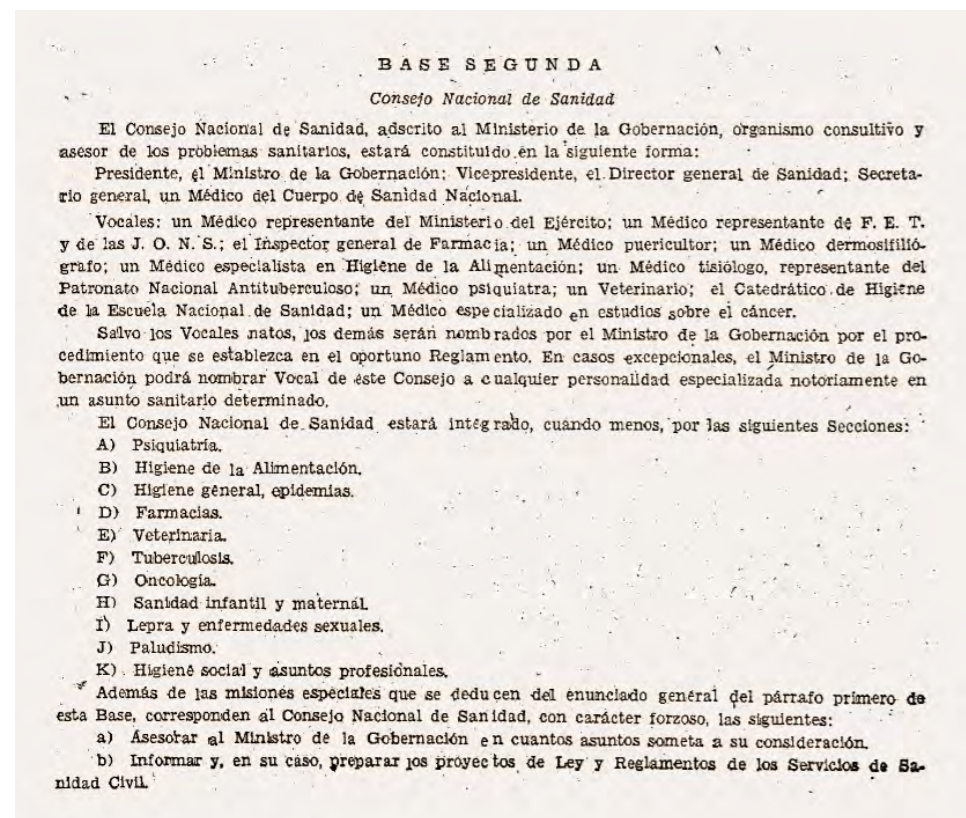 BASE SEGUNDA
Consejo Nacional de Sanidad
El Consejo Nacional de Sanidad, adscrito al Ministerio de la Gobernación, organismo consultivo y
asesor de los problemas sanitarios, estará constituido en la siguiente forma:
Presidente, el Ministro de la Gobernación; Vicepresidente, el Director general de Sanidad; Secreta-
rio general, un Médico del Cuerpo de Sanidad Nacional.
Vocales: un Médico representante del Ministerio del Ejército; un Médico representante de F. E. T.
y de las J. O. N. S.; el Inspector general de Farmacia; un Médico puericultor; un Médico dermosifilió-
grafo; un Médico especialista en Higiene de la Alimentación; un Médico tisiólogo, representante del
Patronato Nacional Antituberculoso; un Médico psiquiatra; un Veterinario; el Catedrático de Higiene
de la Escuela Nacional de Sanidad; un Médico especializado en estudios sobre el cáncer.
Salvo los Vocales natos, los demás serán nombrados por el Ministro de la Gobernación por el pro-
cedimiento que se establezca en el oportuno Reglamento. En casos excepcionales, el Ministro de la Go-
bernación podrá nombrar Vocal de este Consejo a cualquier personalidad especializada notoriamente en
un asunto sanitario determinado.
El Consejo Nacional de Sanidad estará integrado, cuando menos, por las siguientes Secciones:
A) Psiquiatría.
B) Higiene de la Alimentación.
C) Higiene general, epidemias.
D) Farmacias.
E) Veterinaria.
F) Tuberculosis.
G) Oncología.
H) Sanidad infantil y maternal.
I) Lepra y enfermedades sexuales.
J) Paludismo.
K) Higiene social y asuntos profesionales.
Además de las misiones especiales que se deducen del enunciado general del párrafo primero de
esta Base, corresponden al Consejo Nacional de Sanidad, con carácter forzoso, las siguientes:
a) Asesorar al Ministro de la Gobernación en cuantos asuntos someta a su consideración.
b) Informar y, en su caso, preparar los proyectos de Ley y Reglamentos de los Servicios de Sa-
nidad Civil.